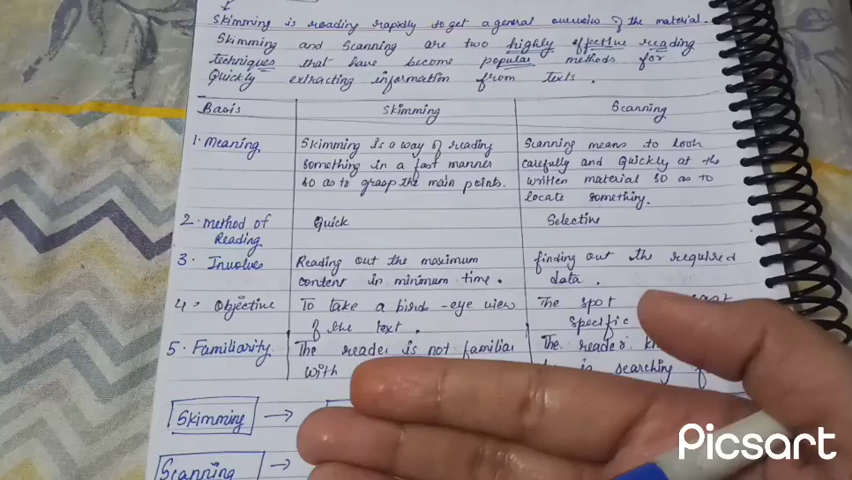 Skimming is reading rapidly to get a general overview of the material.
Skimming and Scanning are two highly effective reading
techniques that have become popular methods for
Quickly extracting information from texts.
Basis Skimming Scanning
1. Meaning
Skimming is a way of reading
something in a fast manner
so as to grasp the main points.
Scanning means to look
carefully and Quickly at the
written material so as to
locate something.
2. method of
Reading
Quick
Selective
3. Involves
Reading out the maximum
content in minimum time.
finding out the required
data.
4. Objective
To take a bird-eye view
of the text.
The spot
specific
5. Familiarity
The reader is not familiar
with
The reader
is searching
Skimming →
Scanning →
Picsart